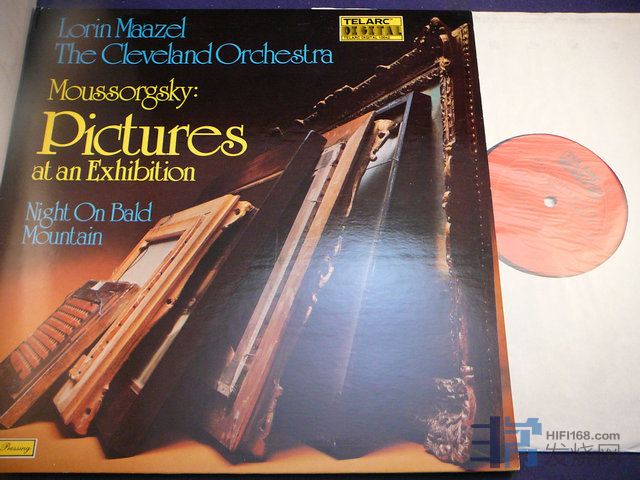 Lorin Maazel
The Cleveland Orchestra
TELARC
DIGITAL
Moussorgsky:
Pictures
at an Exhibition
Night On Bald
Mountain
Pressing
HIFI168.com
发烧网